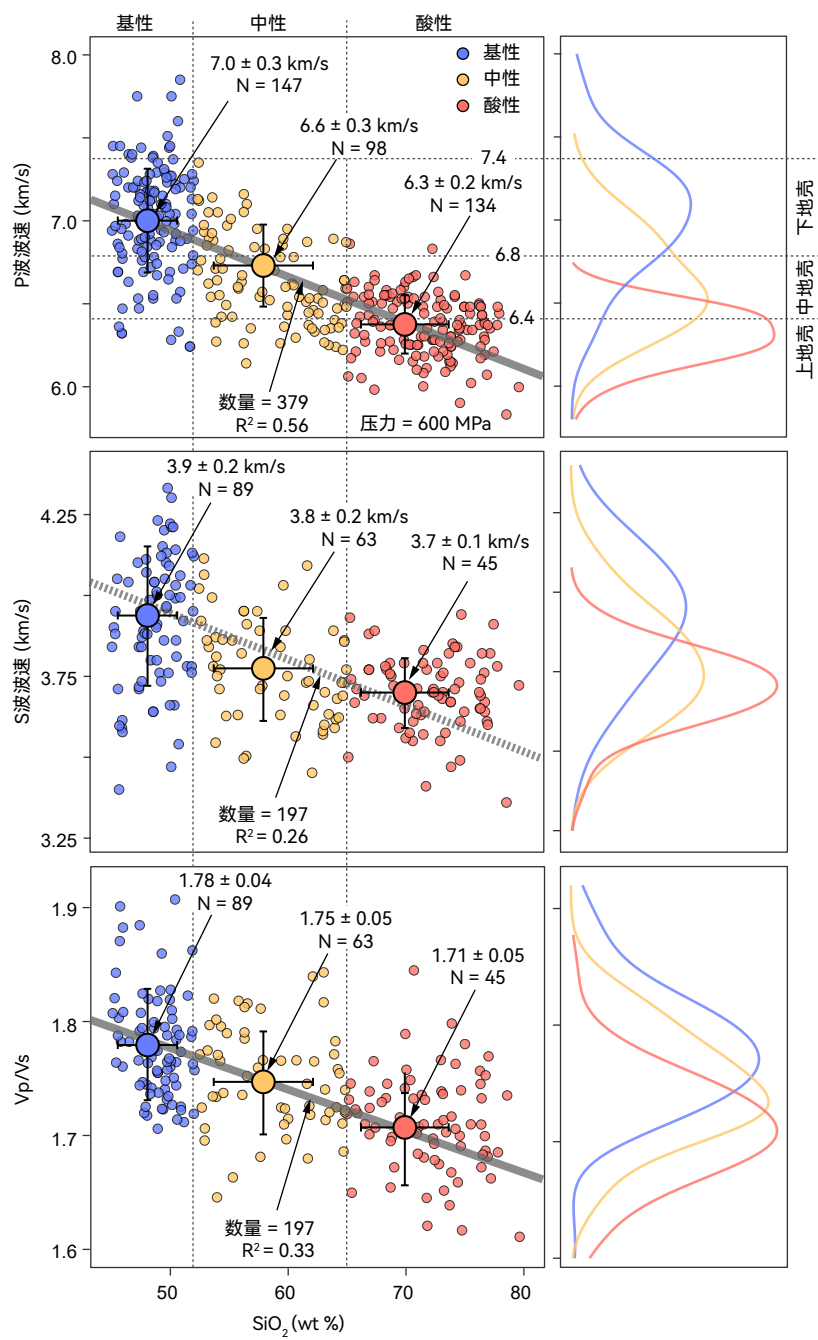 基性
中性
酸性
8.0
7.0
6.0
P波波速 (km/s)
7.0 ± 0.3 km/s
N = 147
6.6 ± 0.3 km/s
N = 98
6.3 ± 0.2 km/s
N = 134
基性
中性
酸性
数量 = 379
R² = 0.56
压力 = 600 MPa
7.4
6.8
6.4
下地壳
中地壳
上地壳
4.25
3.75
3.25
S波波速 (km/s)
3.9 ± 0.2 km/s
N = 89
3.8 ± 0.2 km/s
N = 63
3.7 ± 0.1 km/s
N = 45
数量 = 197
R² = 0.26
1.9
1.8
1.7
1.6
Vp/Vs
1.78 ± 0.04
N = 89
1.75 ± 0.05
N = 63
1.71 ± 0.05
N = 45
数量 = 197
R² = 0.33
50
60
70
80
SiO₂ (wt %)